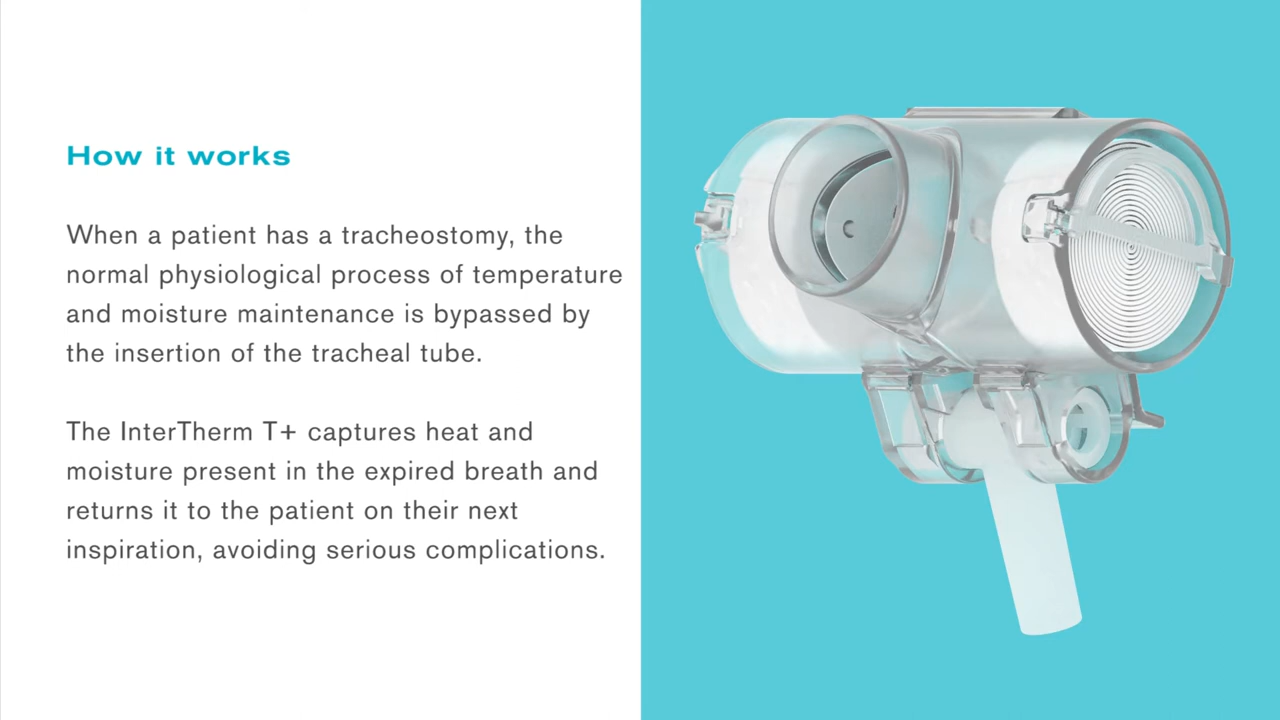 How it works
When a patient has a tracheostomy, the
normal physiological process of temperature
and moisture maintenance is bypassed by
the insertion of the tracheal tube.
The InterTherm T+ captures heat and
moisture present in the expired breath and
returns it to the patient on their next
inspiration, avoiding serious complications.